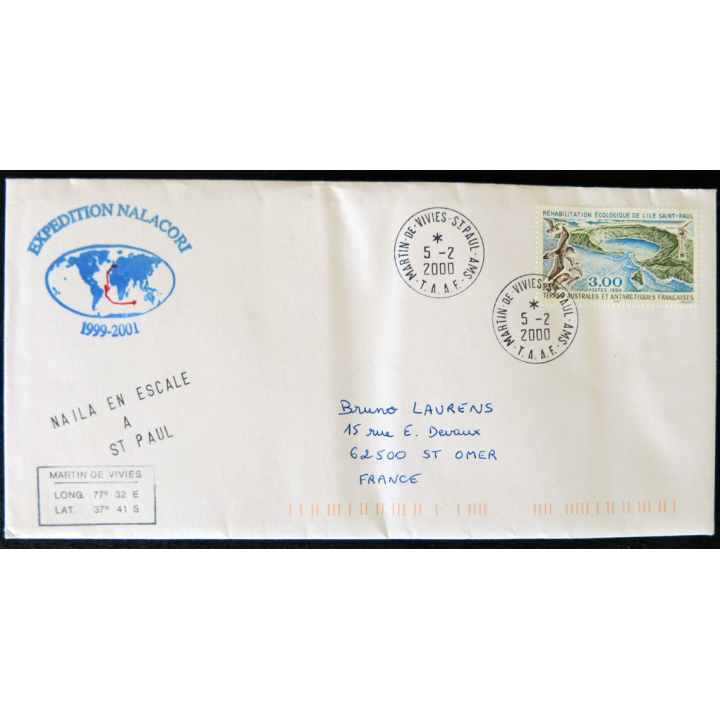 EXPEDITION NALACORI
1999-2001
MARTIN-DE-VIVIES-ST.PAUL-AMS
*
5-2
2000
-T.A.A.F.-
RÉHABILITATION ÉCOLOGIQUE DE L'ILE SAINT-PAUL
3.00
POSTES 1999
TERRES AUSTRALES ET ANTARCTIQUES FRANÇAISES
MARTIN-DE-VIVIES-ST.PAUL-AMS
*
5-2
2000
-T.A.A.F.-
NAILA EN ESCALE
A
ST PAUL
MARTIN DE VIVIES
LONG. 77° 32 E
LAT. 37° 41 S
Bruno LAURENS
15 rue E. Devaux
62500 ST OMER
FRANCE